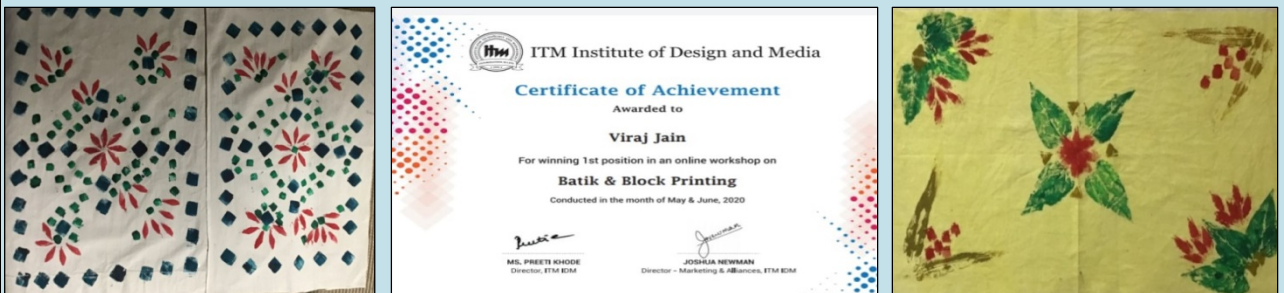 itm
ITM Institute of Design and Media
Certificate of Achievement
Awarded to
Viraj Jain
For winning 1st position in an online workshop on
Batik & Block Printing
Conducted in the month of May & June, 2020
MS. PREETI KHODE
Director, ITM IDM
JOSHUA NEWMAN
Director – Marketing & Alliances, ITM IDM